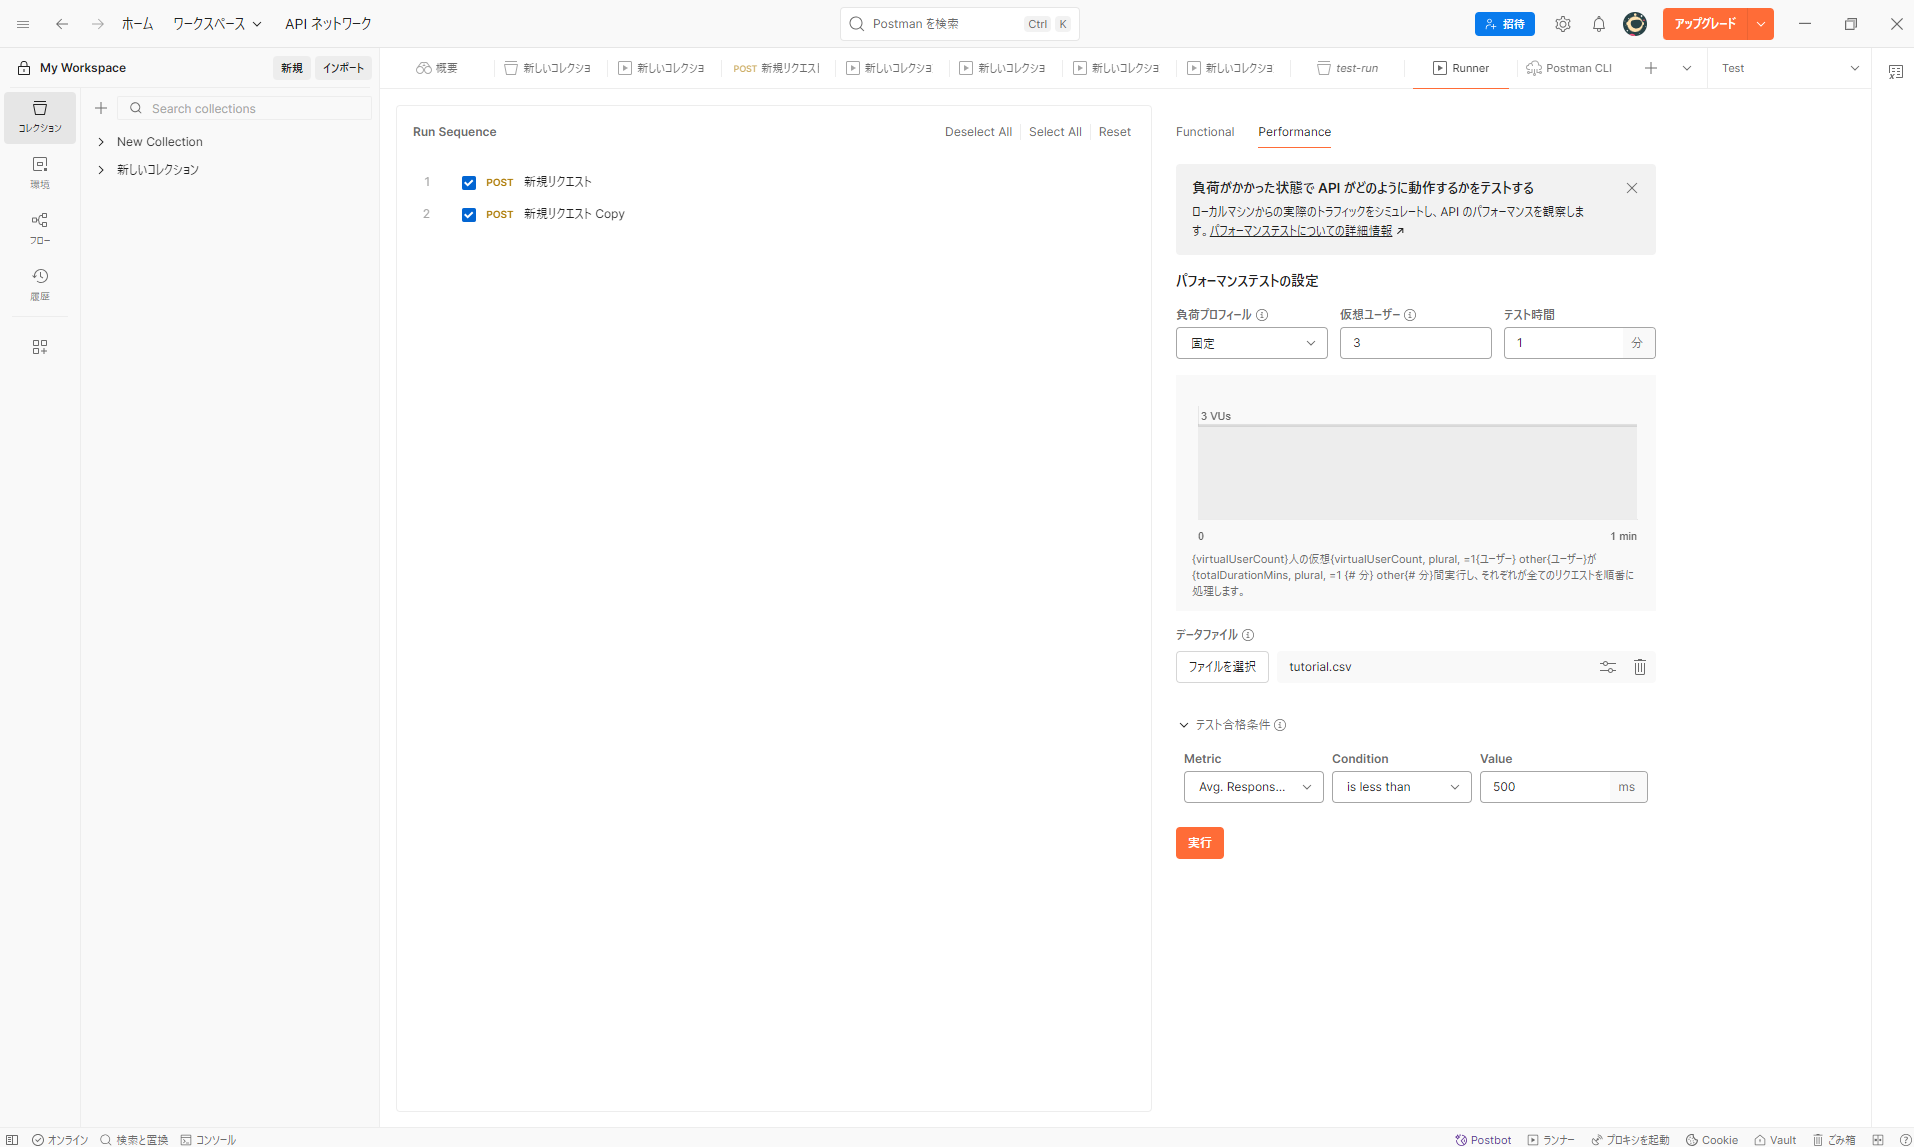 ホーム
ワークスペース
API ネットワーク
Postman を検索
Ctrl
K
招待
アップグレード
My Workspace
新規
インポート
概要
新しいコレクショ
新しいコレクショ
POST 新規リクエスト
新しいコレクショ
新しいコレクショ
新しいコレクショ
新しいコレクショ
test-run
Runner
Postman CLI
Test
コレクション
環境
フロー
履歴
Search collections
New Collection
新しいコレクション
Run Sequence
Deselect All
Select All
Reset
1 POST 新規リクエスト
2 POST 新規リクエスト Copy
Functional
Performance
負荷がかかった状態で API がどのように動作するかをテストする
ローカルマシンからの実際のトラフィックをシミュレートし、API のパフォーマンスを観察しま
す。パフォーマンステストについての詳細情報
パフォーマンステストの設定
負荷プロフィール
仮想ユーザー
テスト時間
固定
3
1
分
3 VUs
0
1 min
{virtualUserCount}人の仮想{virtualUserCount, plural, =1{ユーザー} other{ユーザー}が
{totalDurationMins, plural, =1 {# 分} other{# 分}間実行し、それぞれが全てのリクエストを順番に
処理します。
データファイル
ファイルを選択
tutorial.csv
テスト合格条件
Metric
Condition
Value
Avg. Respons...
is less than
500
ms
実行
オンライン
検索と置換
コンソール
Postbot
ランナー
プロキシを起動
Cookie
Vault
ごみ箱